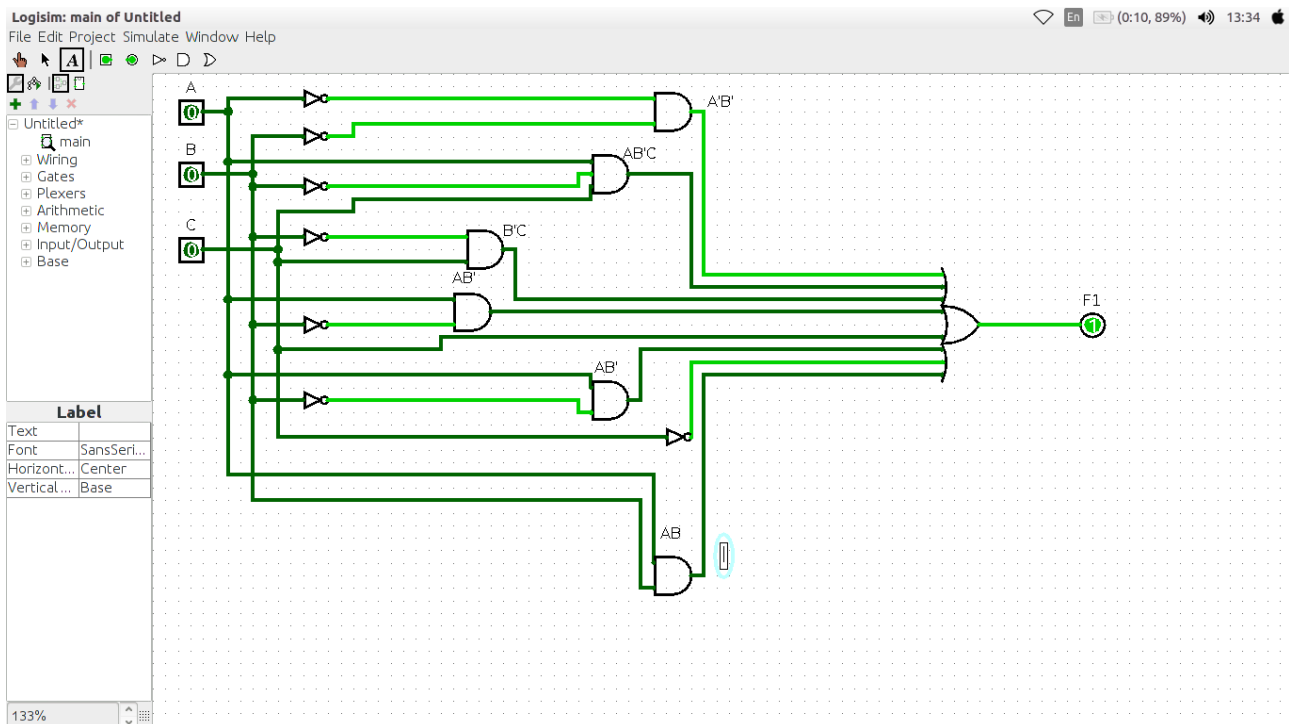 Logisim: main of Untitled
En (0:10, 89%) 13:34
File Edit Project Simulate Window Help
A
Untitled*
main
Wiring
Gates
Plexers
Arithmetic
Memory
Input/Output
Base
Label
Text
Font SansSeri...
Horizont... Center
Vertical ... Base
133%
A
0
B
0
C
0
A'B'
AB'C
B'C
AB'
AB'
AB
F1
1